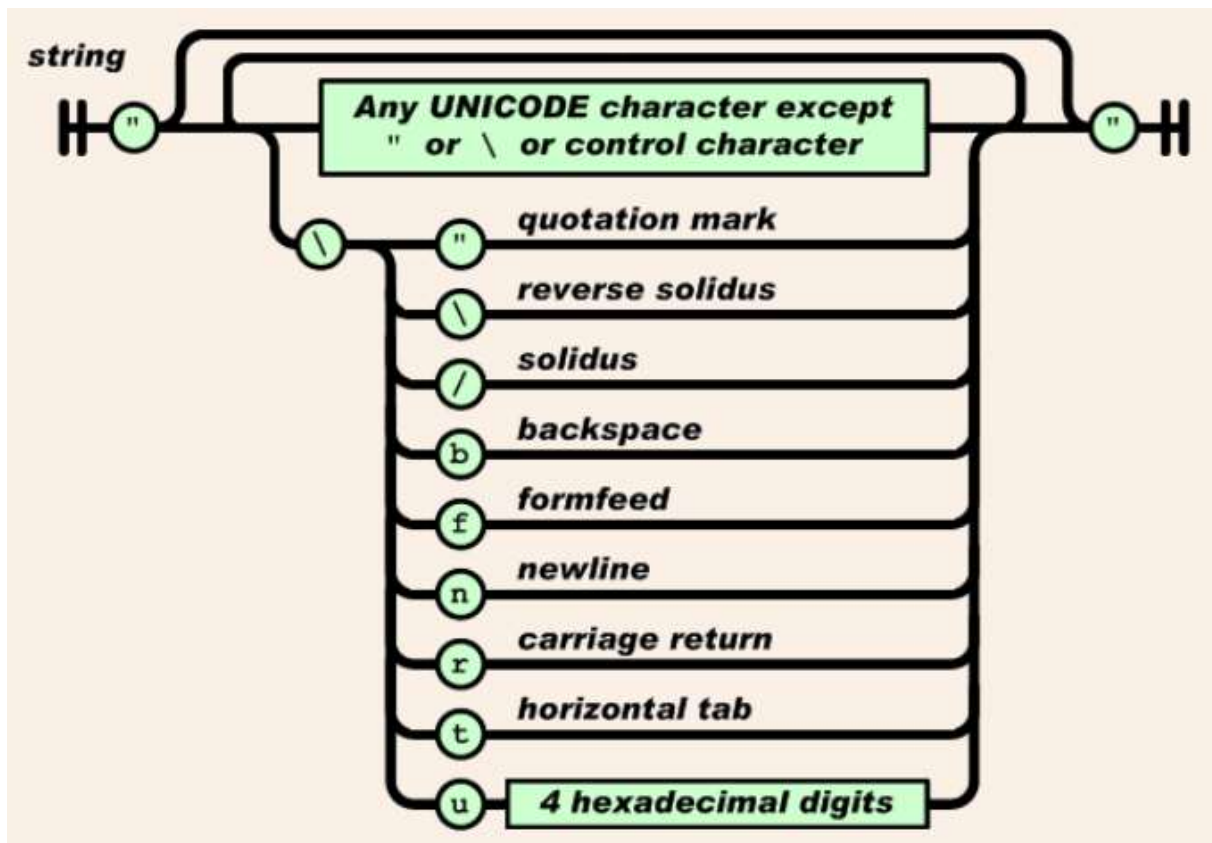 string
"
Any UNICODE character except
" or \ or control character
"
\
" quotation mark
\ reverse solidus
/ solidus
b backspace
f formfeed
n newline
r carriage return
t horizontal tab
u 4 hexadecimal digits